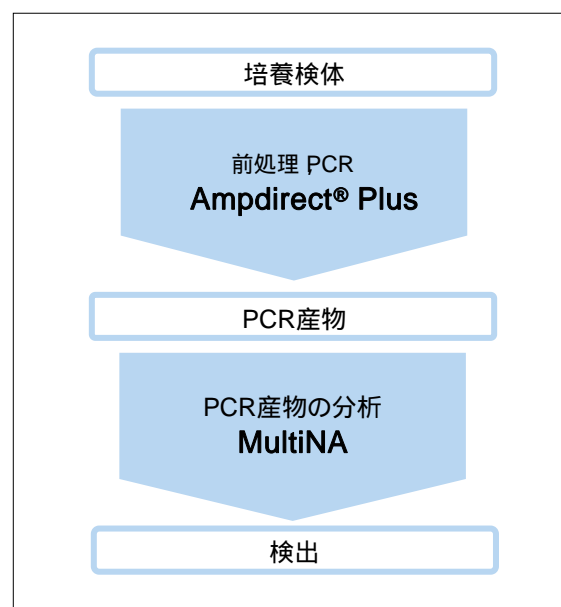 培養検体
前処理,PCR
Ampdirect® Plus
PCR産物
PCR産物の分析
MultiNA
検出